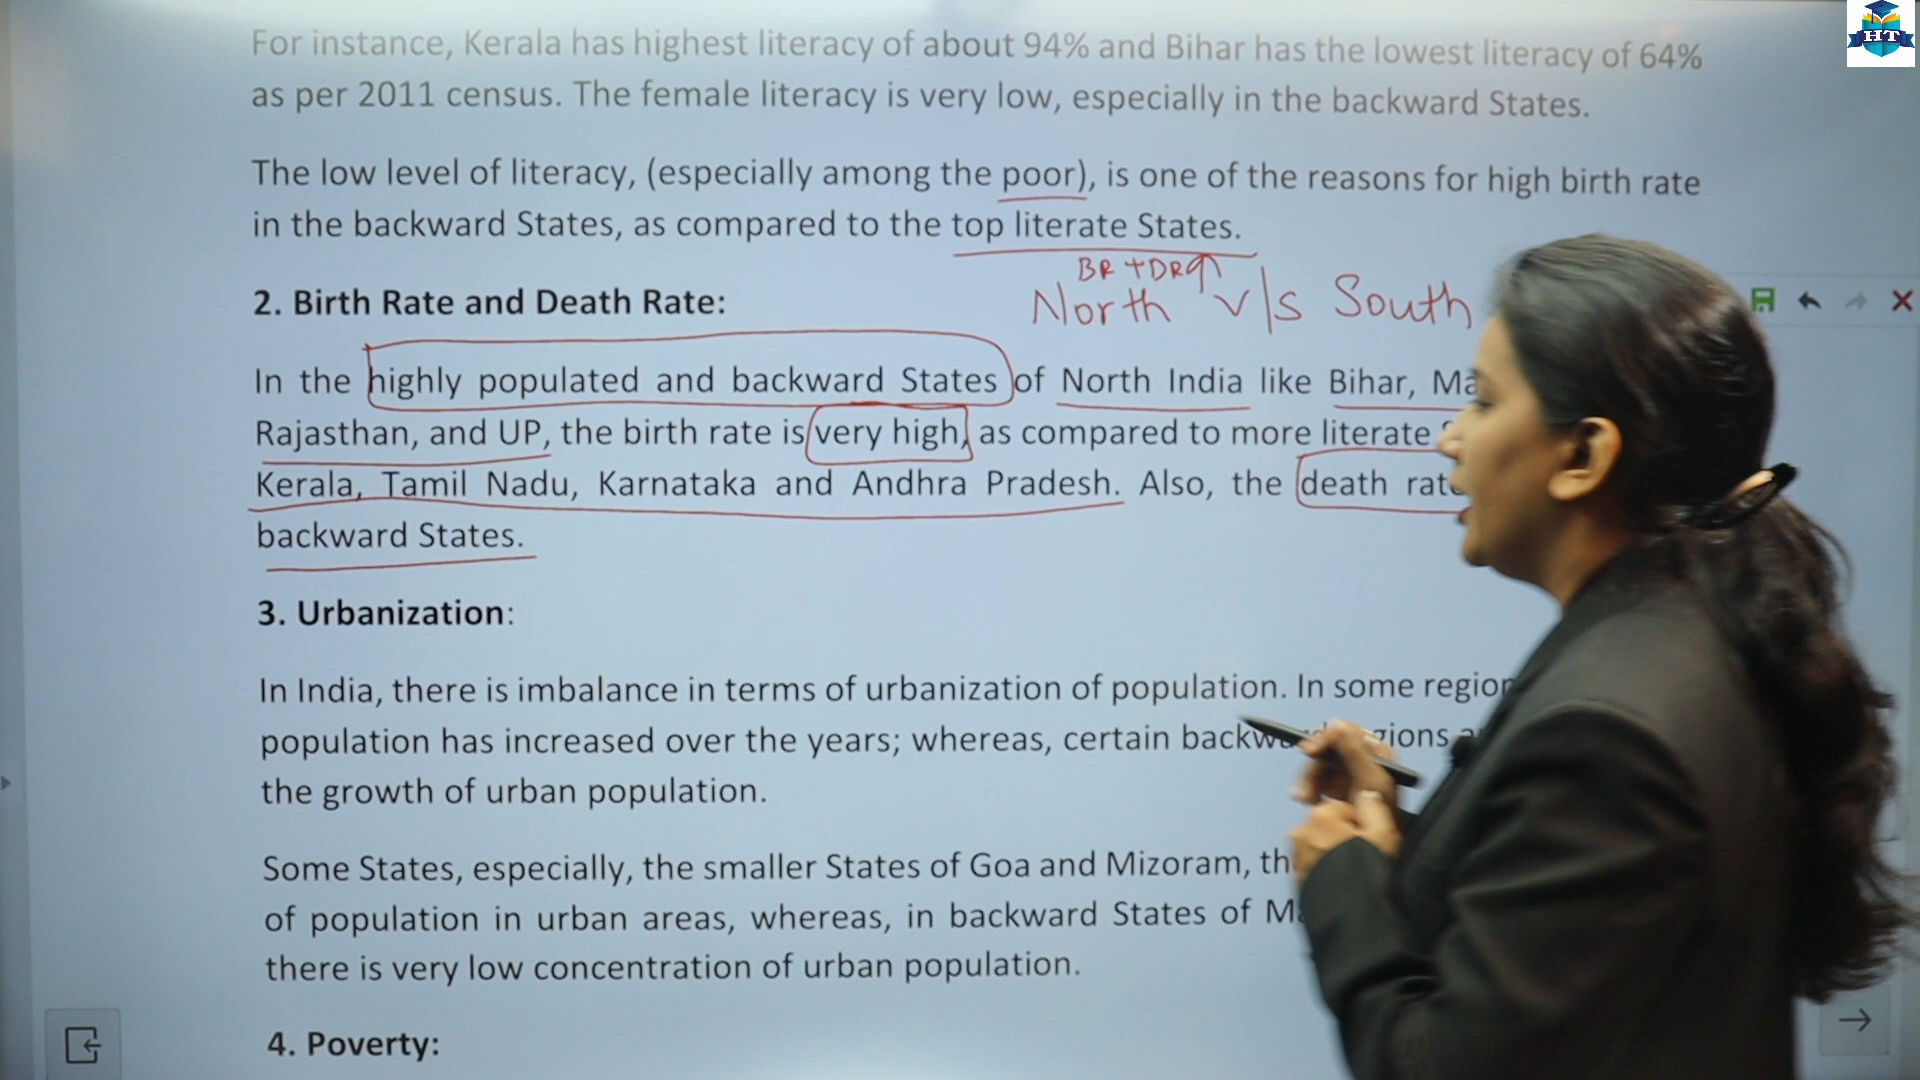 For instance, Kerala has highest literacy of about 94% and Bihar has the lowest literacy of 64%
as per 2011 census. The female literacy is very low, especially in the backward States.
The low level of literacy, (especially among the poor), is one of the reasons for high birth rate
in the backward States, as compared to the top literate States.
BR + DR↑
2. Birth Rate and Death Rate:
North v/s South
In the highly populated and backward States of North India like Bihar,
Rajasthan, and UP, the birth rate is very high, as compared to more literate
Kerala, Tamil Nadu, Karnataka and Andhra Pradesh. Also, the death
backward States.
3. Urbanization:
In India, there is imbalance in terms of urbanization of population. In some
population has increased over the years; whereas, certain
the growth of urban population.
Some States, especially, the smaller States of Goa and Mizoram,
of population in urban areas, whereas, in backward States of
there is very low concentration of urban population.
4. Poverty:
HT